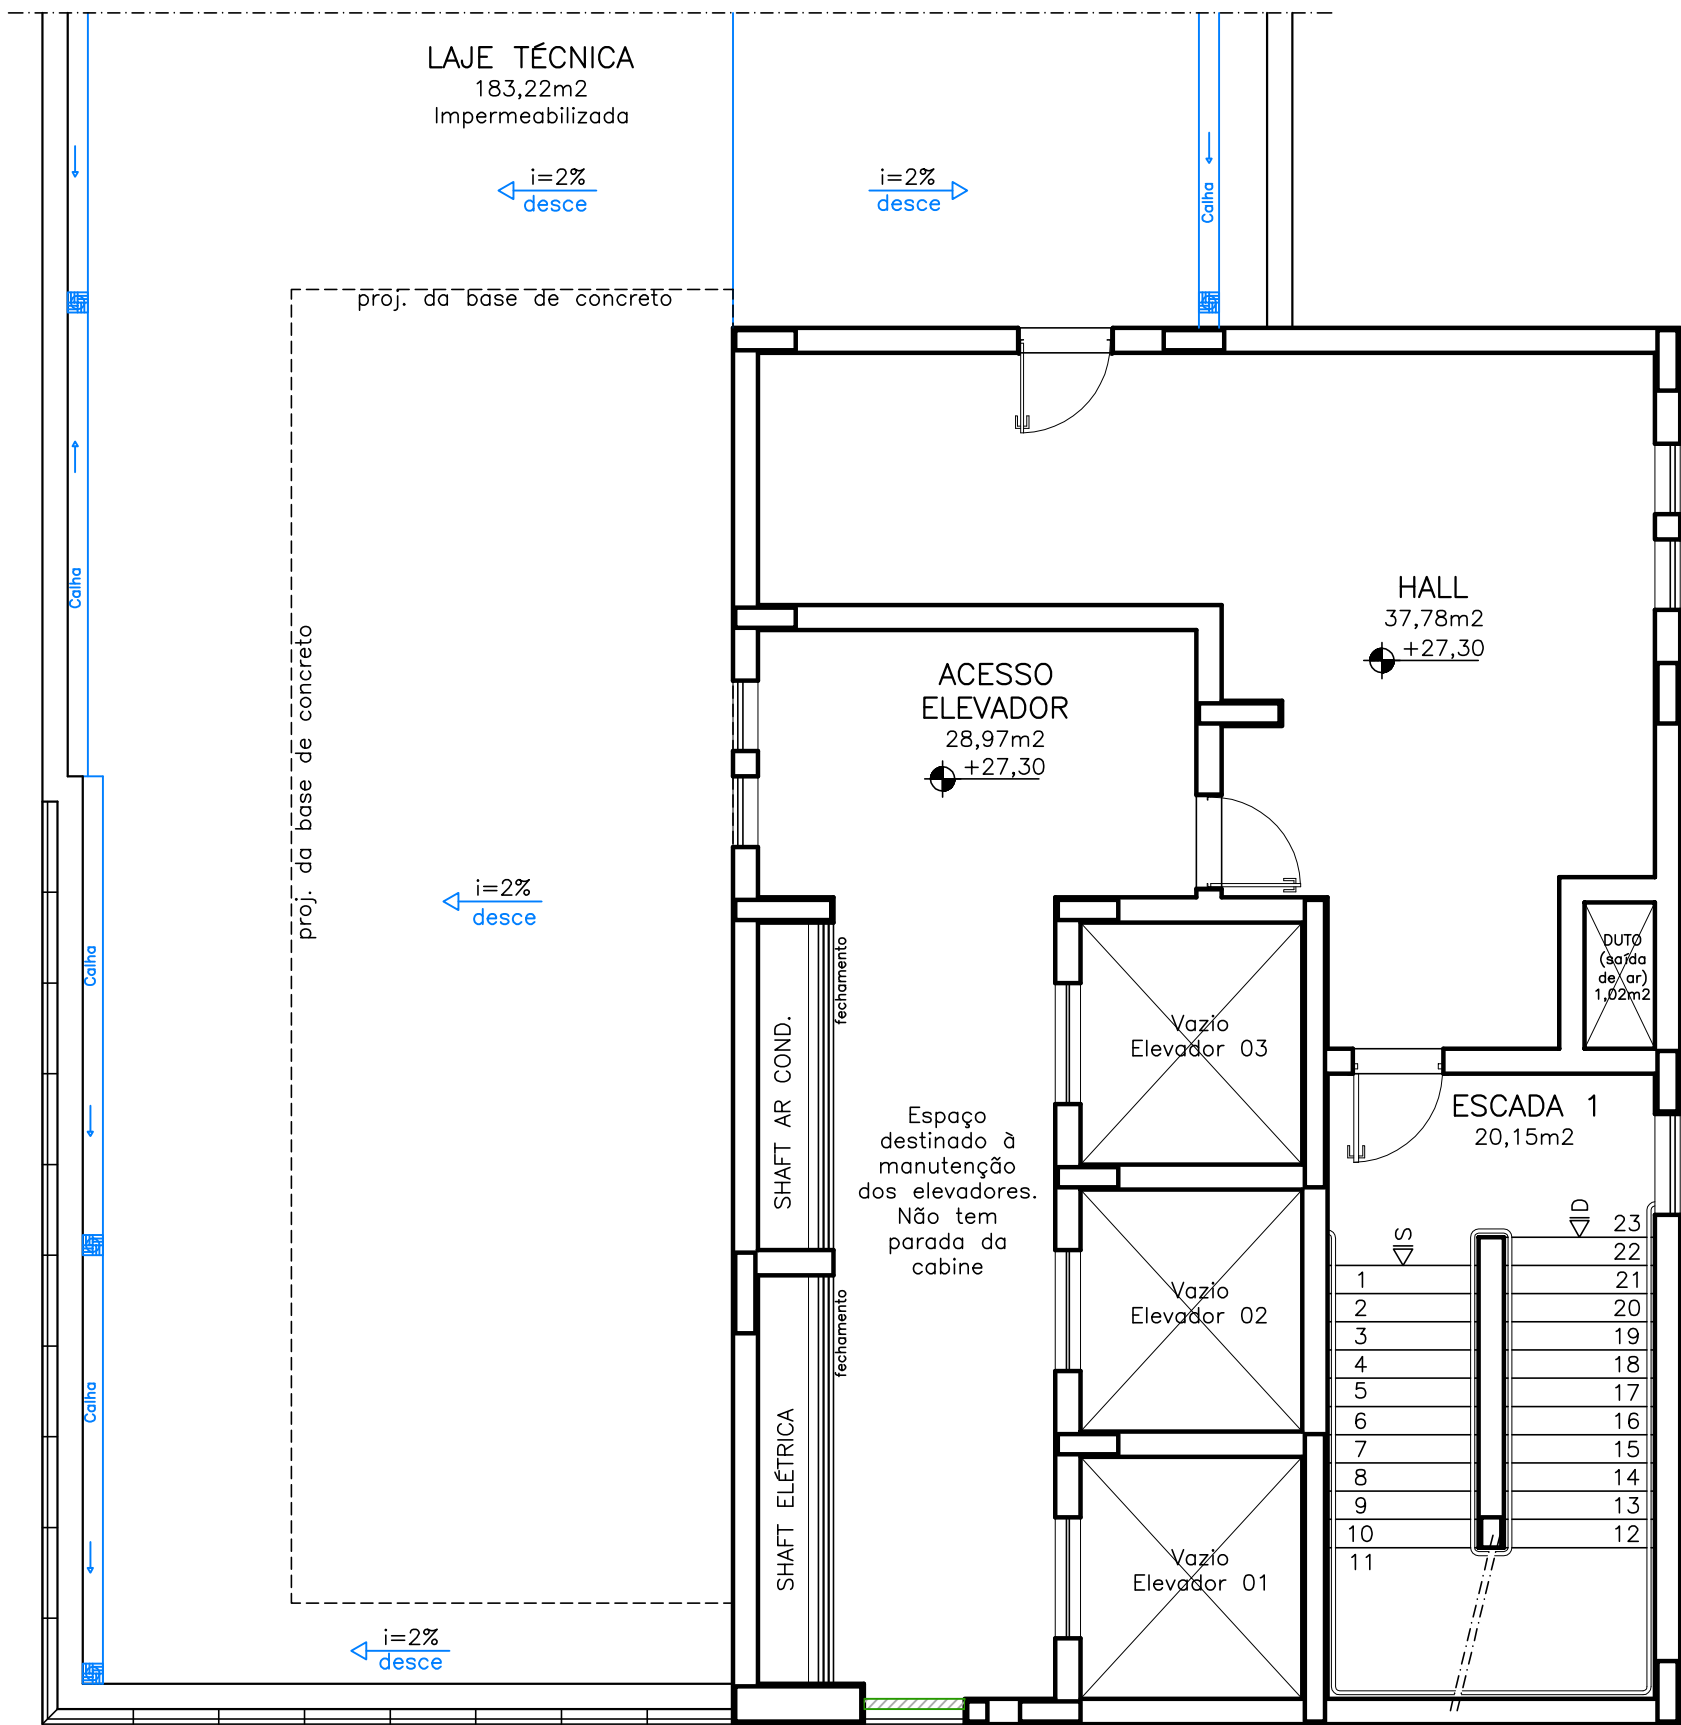 LAJE TÉCNICA
183,22m2
Impermeabilizada
i=2%
desce
i=2%
desce
Calha
proj. da base de concreto
Calha
proj. da base de concreto
HALL
37,78m2
+27,30
ACESSO
ELEVADOR
28,97m2
+27,30
i=2%
desce
Calha
fechamento
SHAFT AR COND.
DUTO
(saída
de ar)
1,02m2
Vazio
Elevador 03
ESCADA 1
20,15m2
Espaço
destinado à
manutenção
dos elevadores.
Não tem
parada da
cabine
S
D
Vazio
Elevador 02
fechamento
Calha
SHAFT ELÉTRICA
Vazio
Elevador 01
1
2
3
4
5
6
7
8
9
10
11
23
22
21
20
19
18
17
16
15
14
13
12
i=2%
desce